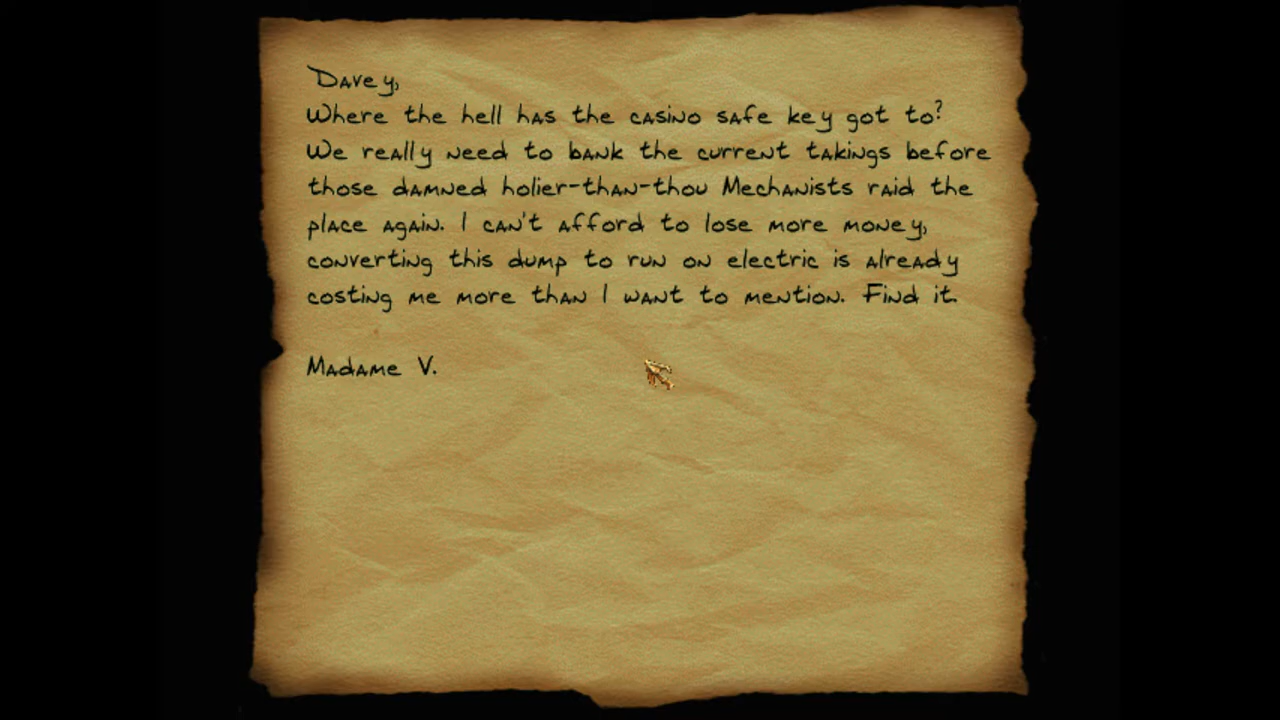 Davey,
Where the hell has the casino safe key got to?
We really need to bank the current takings before
those damned holier-than-thou Mechanists raid the
place again. I can't afford to lose more money,
converting this dump to run on electric is already
costing me more than I want to mention. Find it.
Madame V.